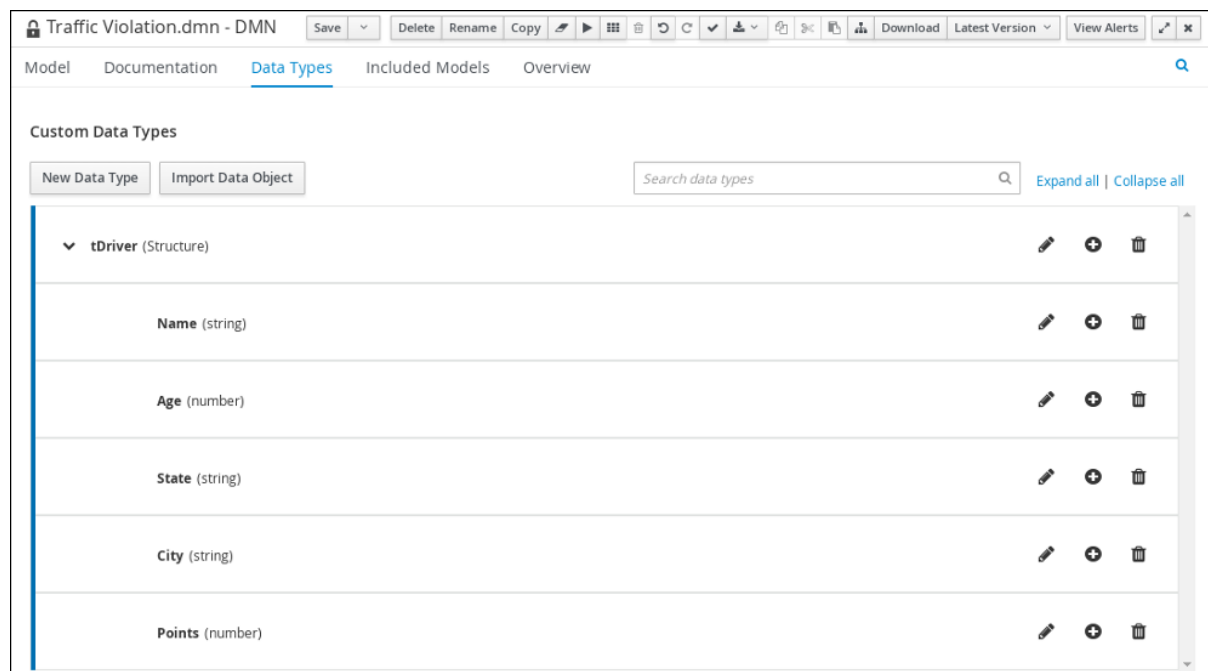 Traffic Violation.dmn - DMN Save Delete Rename Copy Download Latest Version View Alerts
Model Documentation Data Types Included Models Overview
Custom Data Types
New Data Type Import Data Object Search data types Expand all | Collapse all
tDriver (Structure)
Name (string)
Age (number)
State (string)
City (string)
Points (number)